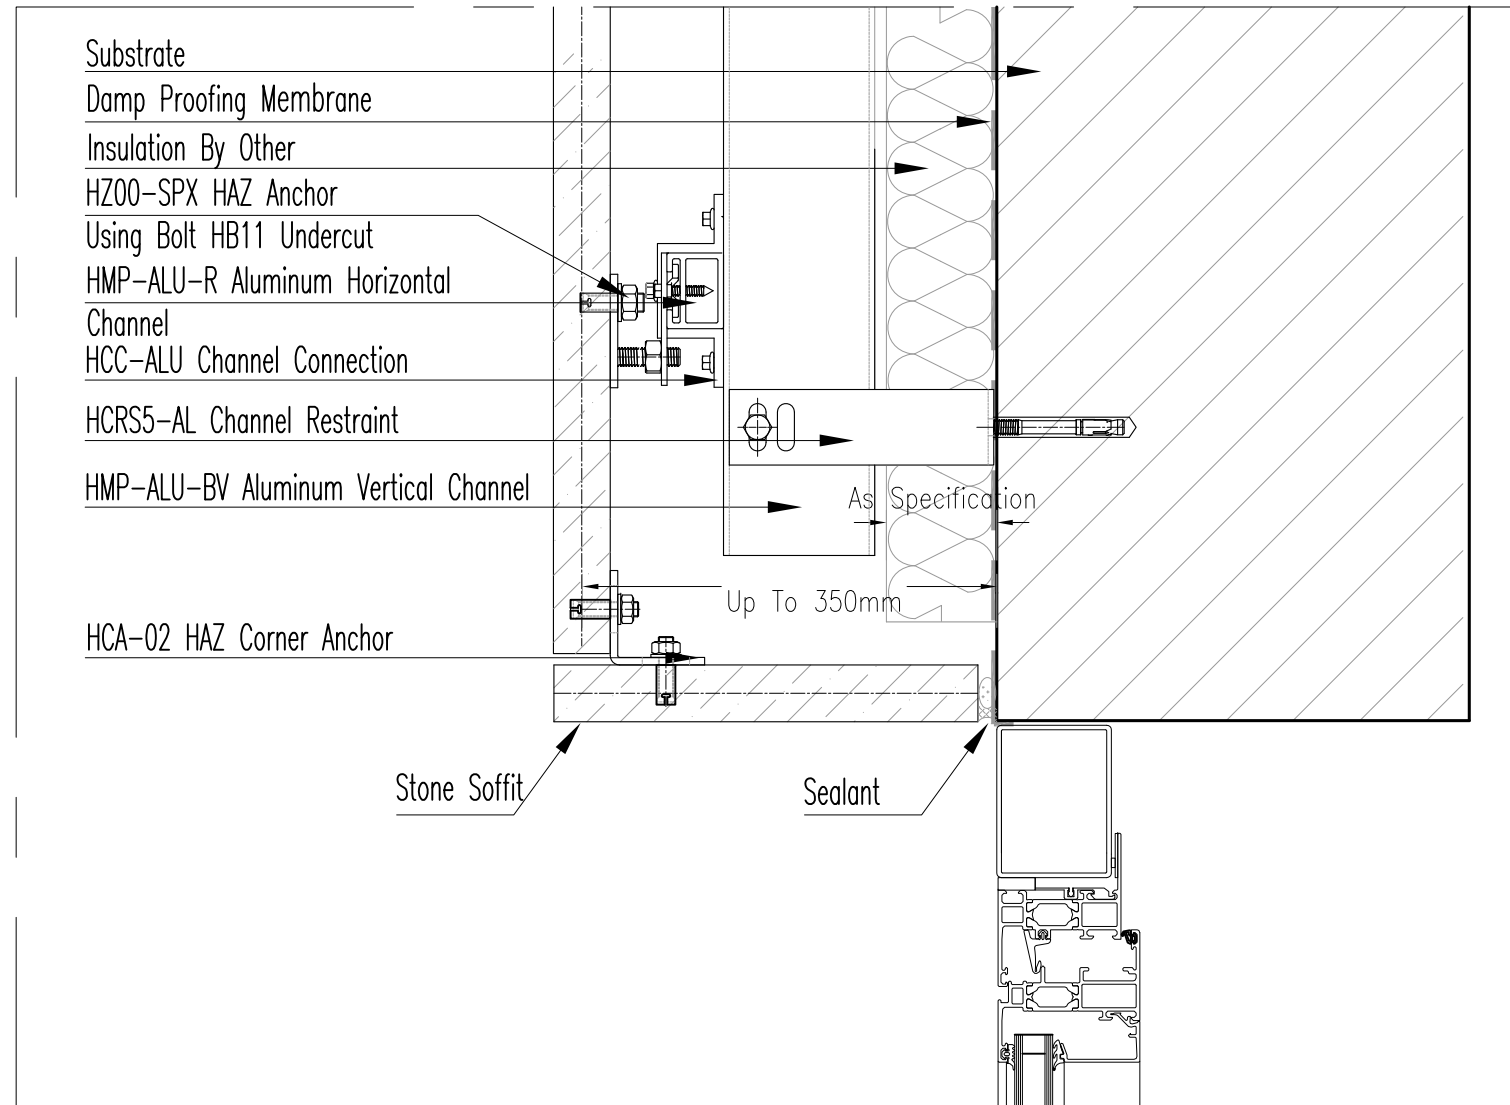 Substrate
Damp Proofing Membrane
Insulation By Other
HZ00-SPX HAZ Anchor
Using Bolt HB11 Undercut
HMP-ALU-R Aluminum Horizontal
Channel
HCC-ALU Channel Connection
HCRS5-AL Channel Restraint
HMP-ALU-BV Aluminum Vertical Channel
As Specification
Up To 350mm
HCA-02 HAZ Corner Anchor
Stone Soffit
Sealant